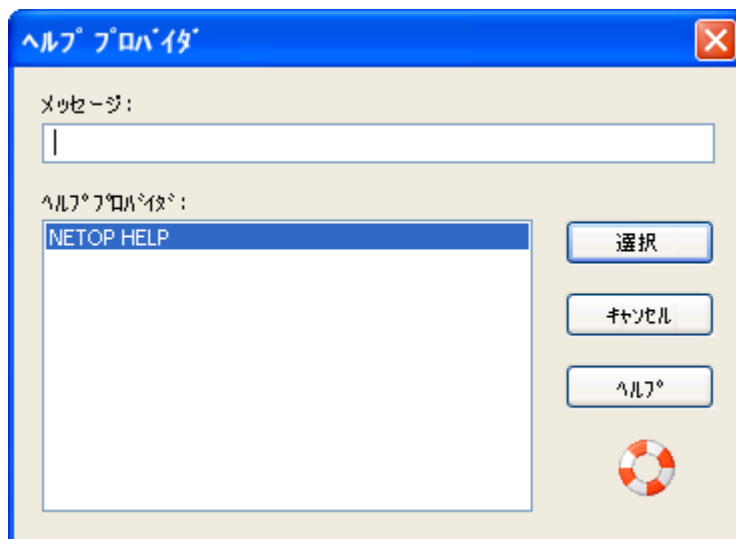 ﾍﾙﾌﾟ ﾌﾟﾛﾊﾞｲﾀﾞ
ﾒｯｾｰｼﾞ:
ﾍﾙﾌﾟ ﾌﾟﾛﾊﾞｲﾀﾞ:
NETOP HELP
選択
ｷｬﾝｾﾙ
ﾍﾙﾌﾟ